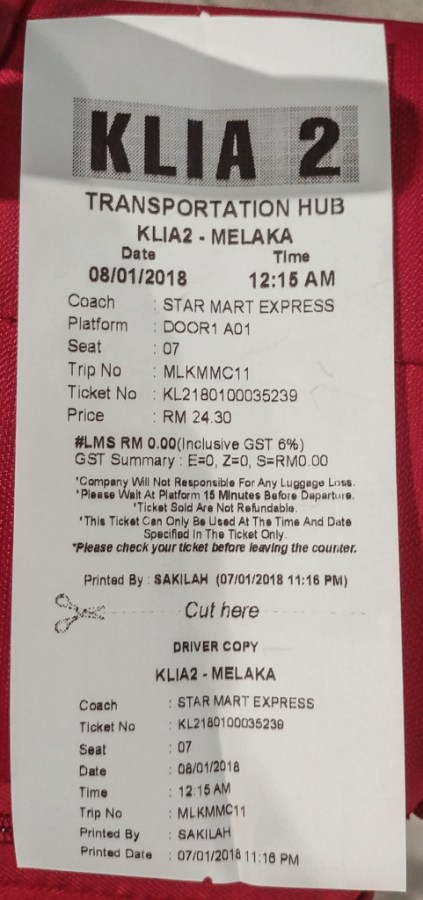 KLIA 2
TRANSPORTATION HUB
KLIA2 - MELAKA
Date Time
08/01/2018 12:15 AM
Coach : STAR MART EXPRESS
Platform : DOOR1 A01
Seat : 07
Trip No : MLKMMC11
Ticket No : KL2180100035239
Price : RM 24.30
#LMS RM 0.00(Inclusive GST 6%)
GST Summary : E=0, Z=0, S=RM0.00
*Company Will Not Responsible For Any Luggage Loss.
*Please Wait At Platform 15 Minutes Before Departure.
*Ticket Sold Are Not Refundable.
*This Ticket Can Only Be Used At The Time And Date
Specified In The Ticket Only.
*Please check your ticket before leaving the counter.
Printed By : SAKILAH (07/01/2018 11:16 PM)
Cut here
DRIVER COPY
KLIA2 - MELAKA
Coach : STAR MART EXPRESS
Ticket No : KL2180100035239
Seat : 07
Date : 08/01/2018
Time : 12:15 AM
Trip No : MLKMMC11
Printed By : SAKILAH
Printed Date : 07/01/2018 11:16 PM